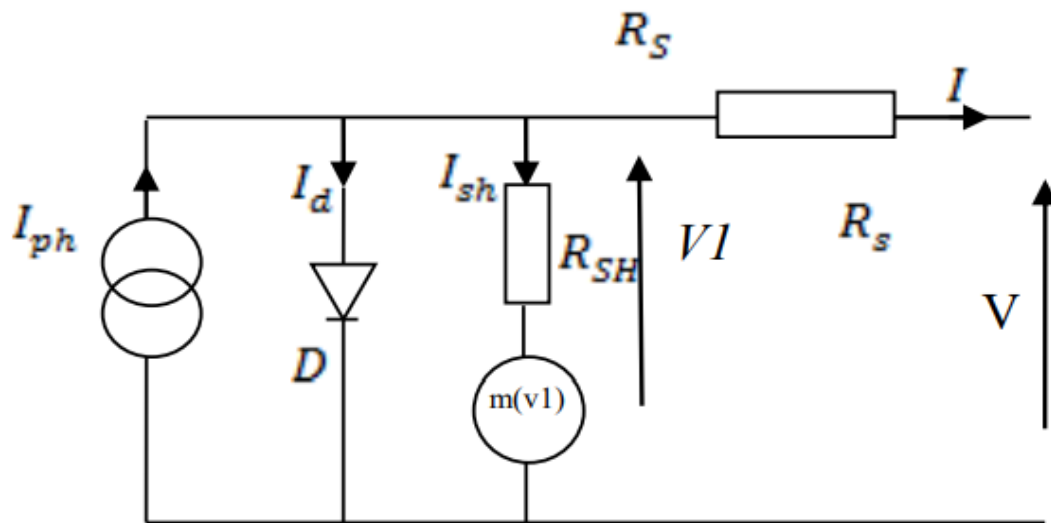 R_S
I
I_d
I_sh
I_ph
R_SH
V1
R_s
V
D
m(v1)